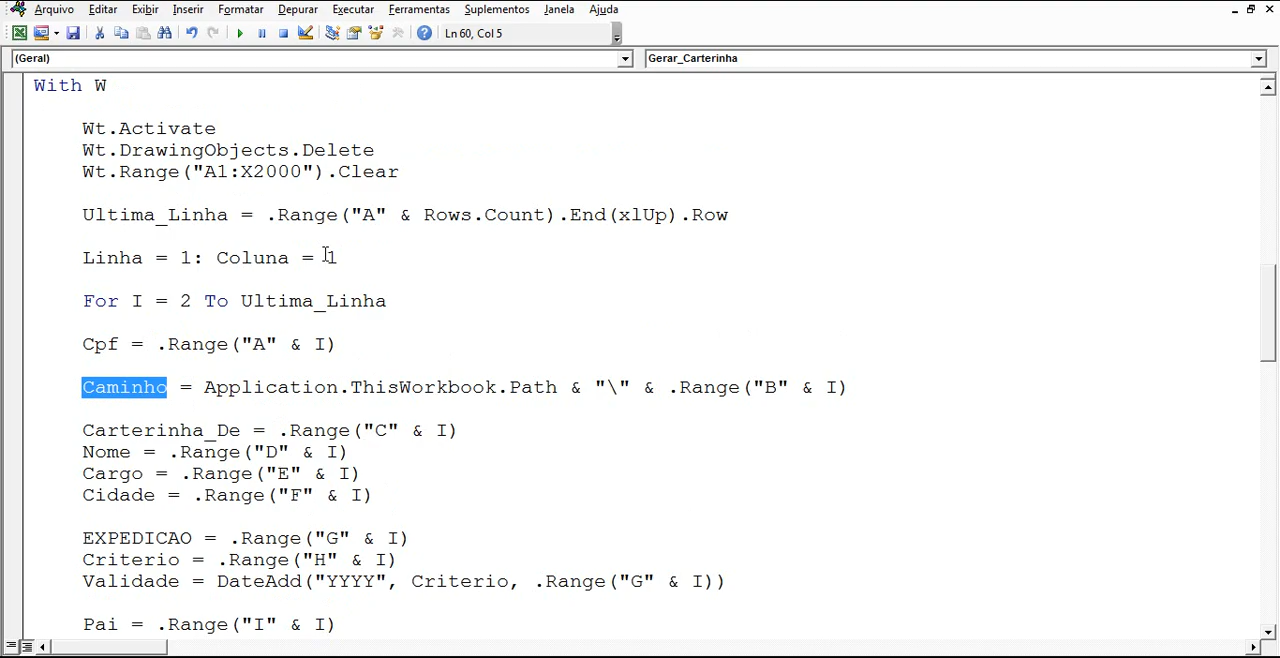 Arquivo Editar Exibir Inserir Formatar Depurar Executar Ferramentas Suplementos Janela Ajuda
Ln 60, Col 5
(Geral) Gerar_Carterinha
With W
Wt.Activate
Wt.DrawingObjects.Delete
Wt.Range("A1:X2000").Clear
Ultima_Linha = .Range("A" & Rows.Count).End(xlUp).Row
Linha = 1: Coluna = 1
For I = 2 To Ultima_Linha
Cpf = .Range("A" & I)
Caminho = Application.ThisWorkbook.Path & "\" & .Range("B" & I)
Carterinha_De = .Range("C" & I)
Nome = .Range("D" & I)
Cargo = .Range("E" & I)
Cidade = .Range("F" & I)
EXPEDICAO = .Range("G" & I)
Criterio = .Range("H" & I)
Validade = DateAdd("YYYY", Criterio, .Range("G" & I))
Pai = .Range("I" & I)